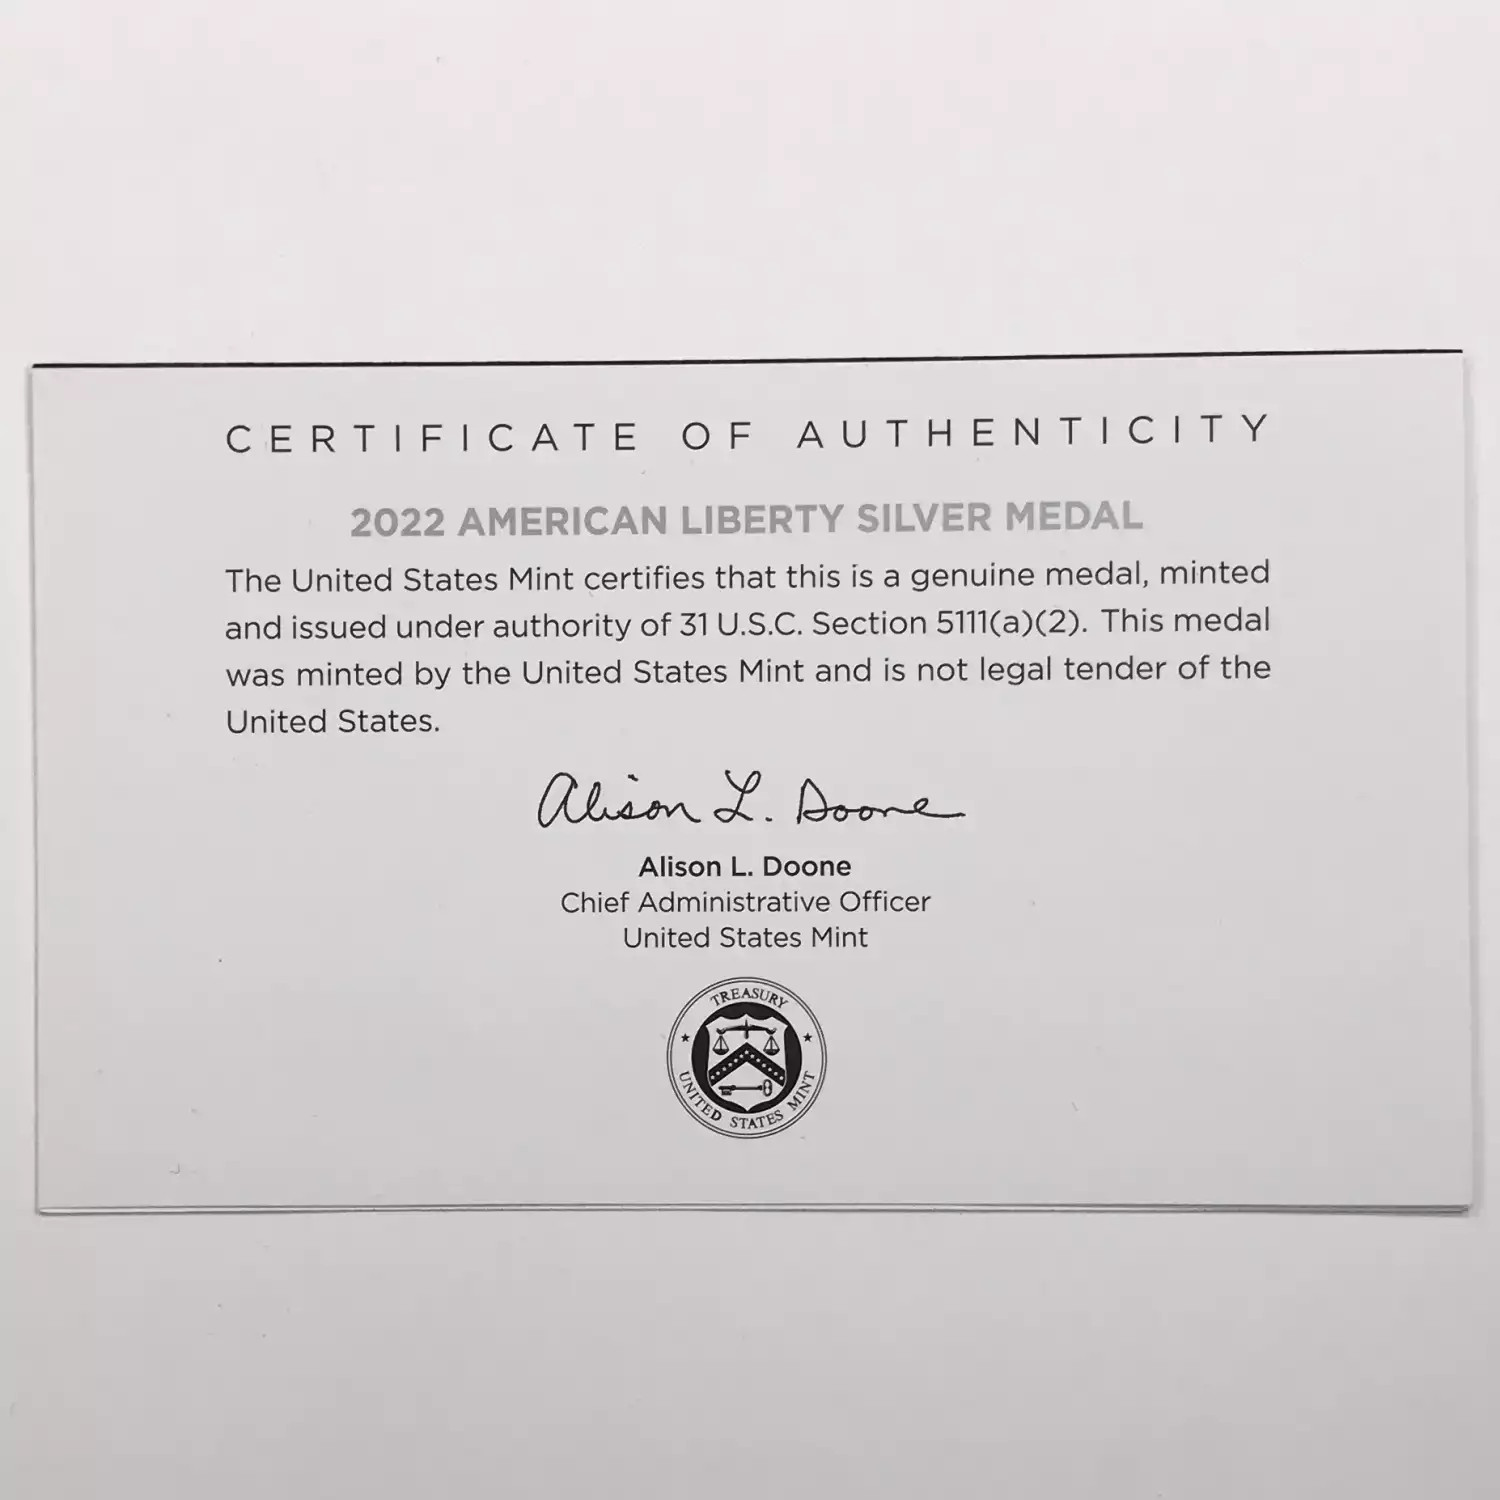 CERTIFICATE OF AUTHENTICITY
2022 AMERICAN LIBERTY SILVER MEDAL
The United States Mint certifies that this is a genuine medal, minted
and issued under authority of 31 U.S.C. Section 5111(a)(2). This medal
was minted by the United States Mint and is not legal tender of the
United States.
Alison L. Doone
Alison L. Doone
Chief Administrative Officer
United States Mint
TREASURY
UNITED STATES MINT